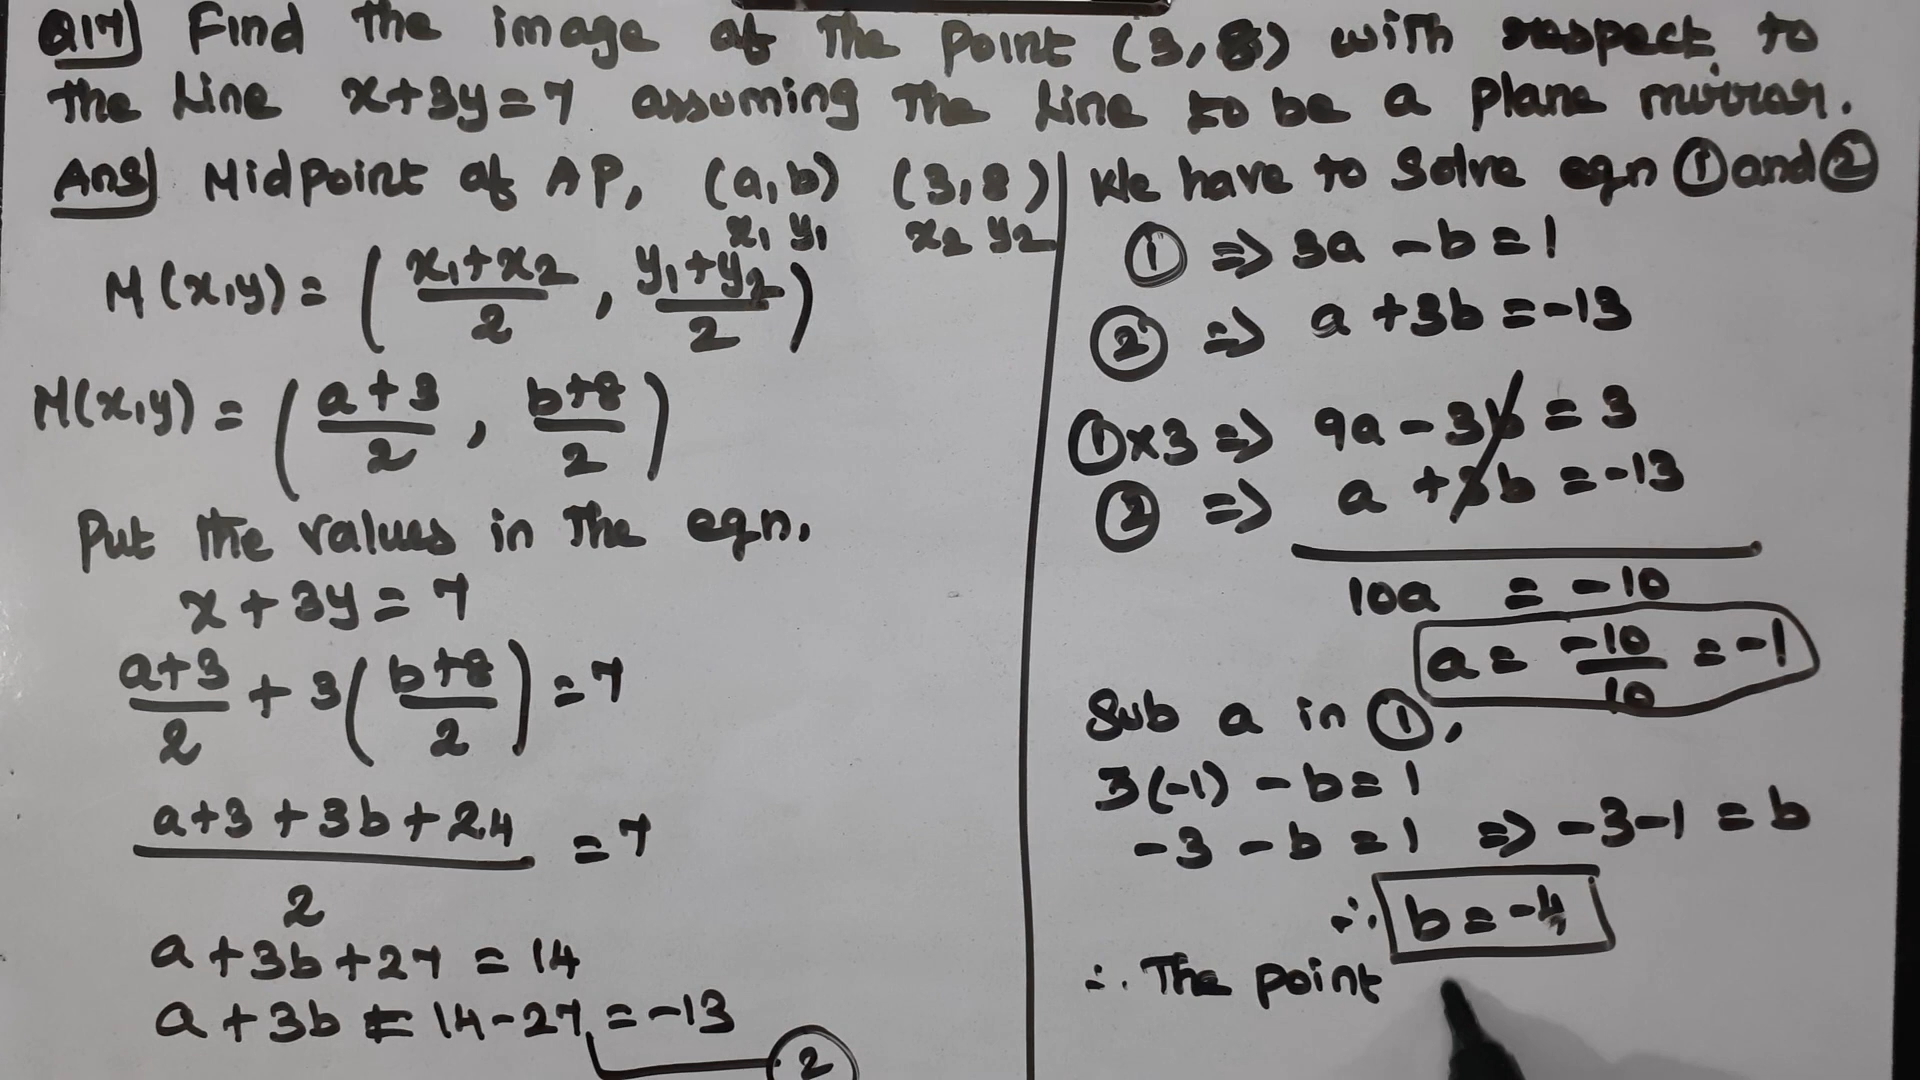 Q17) Find the image of the point (3,8) with respect to
the line x+3y=7 assuming the line to be a plane mirror.
Ans) Midpoint of AP, (a,b) (3,8)
x₁ y₁ x₂ y₂
M(x,y) = ( x₁+x₂/2 , y₁+y₂/2 )
M(x,y) = ( a+3/2 , b+8/2 )
Put the values in the eqn,
x+3y=7
a+3/2 + 3( b+8/2 ) = 7
a+3+3b+24/2 = 7
a+3b+27 = 14
a+3b = 14-27 = -13
②
We have to solve eqn ① and ②
① => 3a-b=1
② => a+3b=-13
①x3 => 9a-3b=3
② => a+3b=-13
10a = -10
a = -10/10 = -1
Sub a in ①,
3(-1)-b=1
-3-b=1 => -3-1=b
∴ b=-4
∴ The point